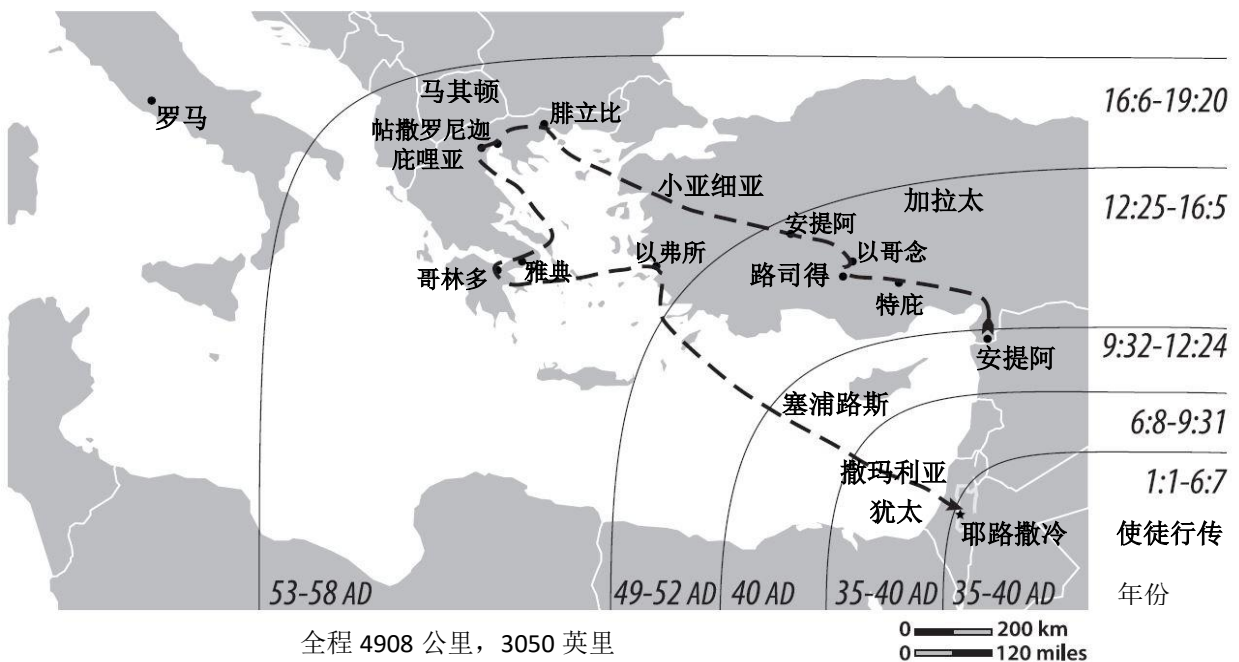 马其顿
16:6-19:20
罗马
腓立比
帖撒罗尼迦
庇哩亚
小亚细亚
加拉太
12:25-16:5
安提阿
以弗所
以哥念
哥林多
雅典
路司得
特庇
9:32-12:24
安提阿
塞浦路斯
6:8-9:31
撒玛利亚
1:1-6:7
犹太
耶路撒冷
使徒行传
53-58 AD
49-52 AD
40 AD
35-40 AD
35-40 AD
年份
全程 4908 公里，3050 英里
0 200 km
0 120 miles